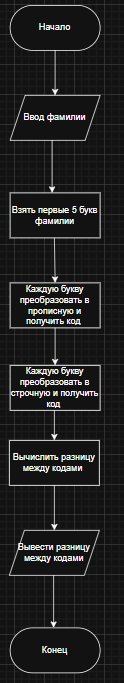 Начало
Ввод фамилии
Взять первые 5 букв
фамилии
Каждую букву
преобразовать в
прописную и
получить код
Каждую букву
преобразовать в
строчную и получить
код
Вычислить разницу
между кодами
Вывести разницу
между кодами
Конец